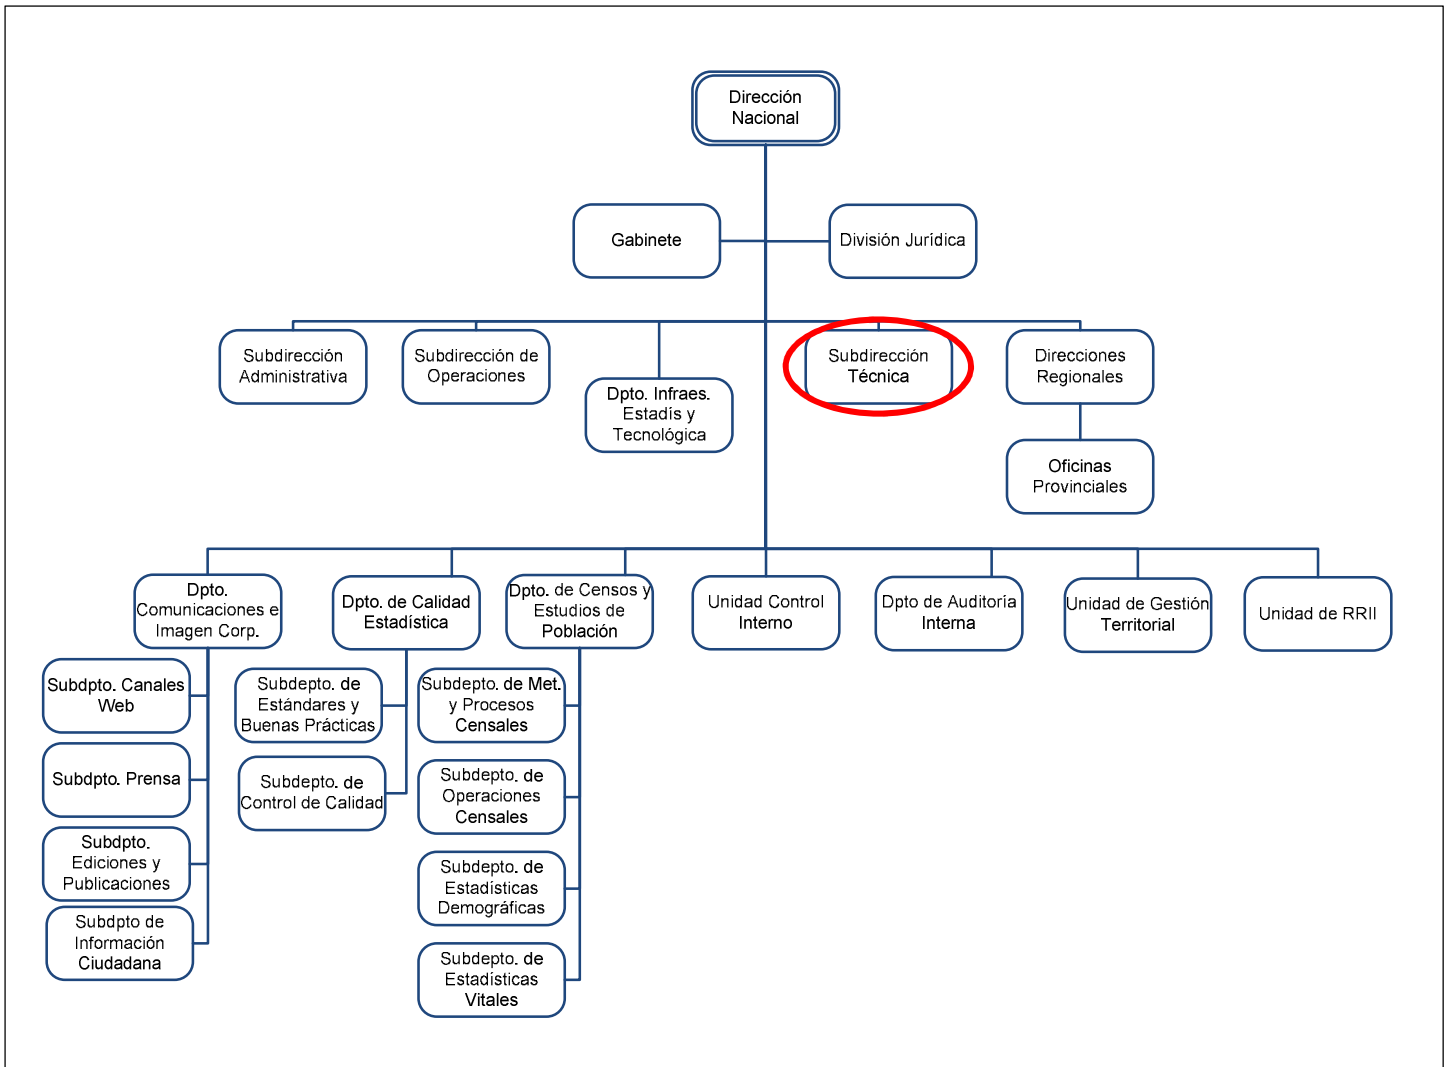 Dirección
Nacional
Gabinete
División Jurídica
Subdirección
Administrativa
Subdirección de
Operaciones
Dpto. Infraes.
Estadís y
Tecnológica
Subdirección
Técnica
Direcciones
Regionales
Oficinas
Provinciales
Dpto.
Comunicaciones e
Imagen Corp.
Dpto. de Calidad
Estadística
Dpto. de Censos y
Estudios de
Población
Unidad Control
Interno
Dpto de Auditoría
Interna
Unidad de Gestión
Territorial
Unidad de RRII
Subdpto. Canales
Web
Subdpto. Prensa
Subdpto.
Ediciones y
Publicaciones
Subdpto de
Información
Ciudadana
Subdepto. de
Estándares y
Buenas Prácticas
Subdepto. de
Control de Calidad
Subdepto. de Met.
y Procesos
Censales
Subdepto. de
Operaciones
Censales
Subdepto. de
Estadísticas
Demográficas
Subdepto. de
Estadísticas
Vitales